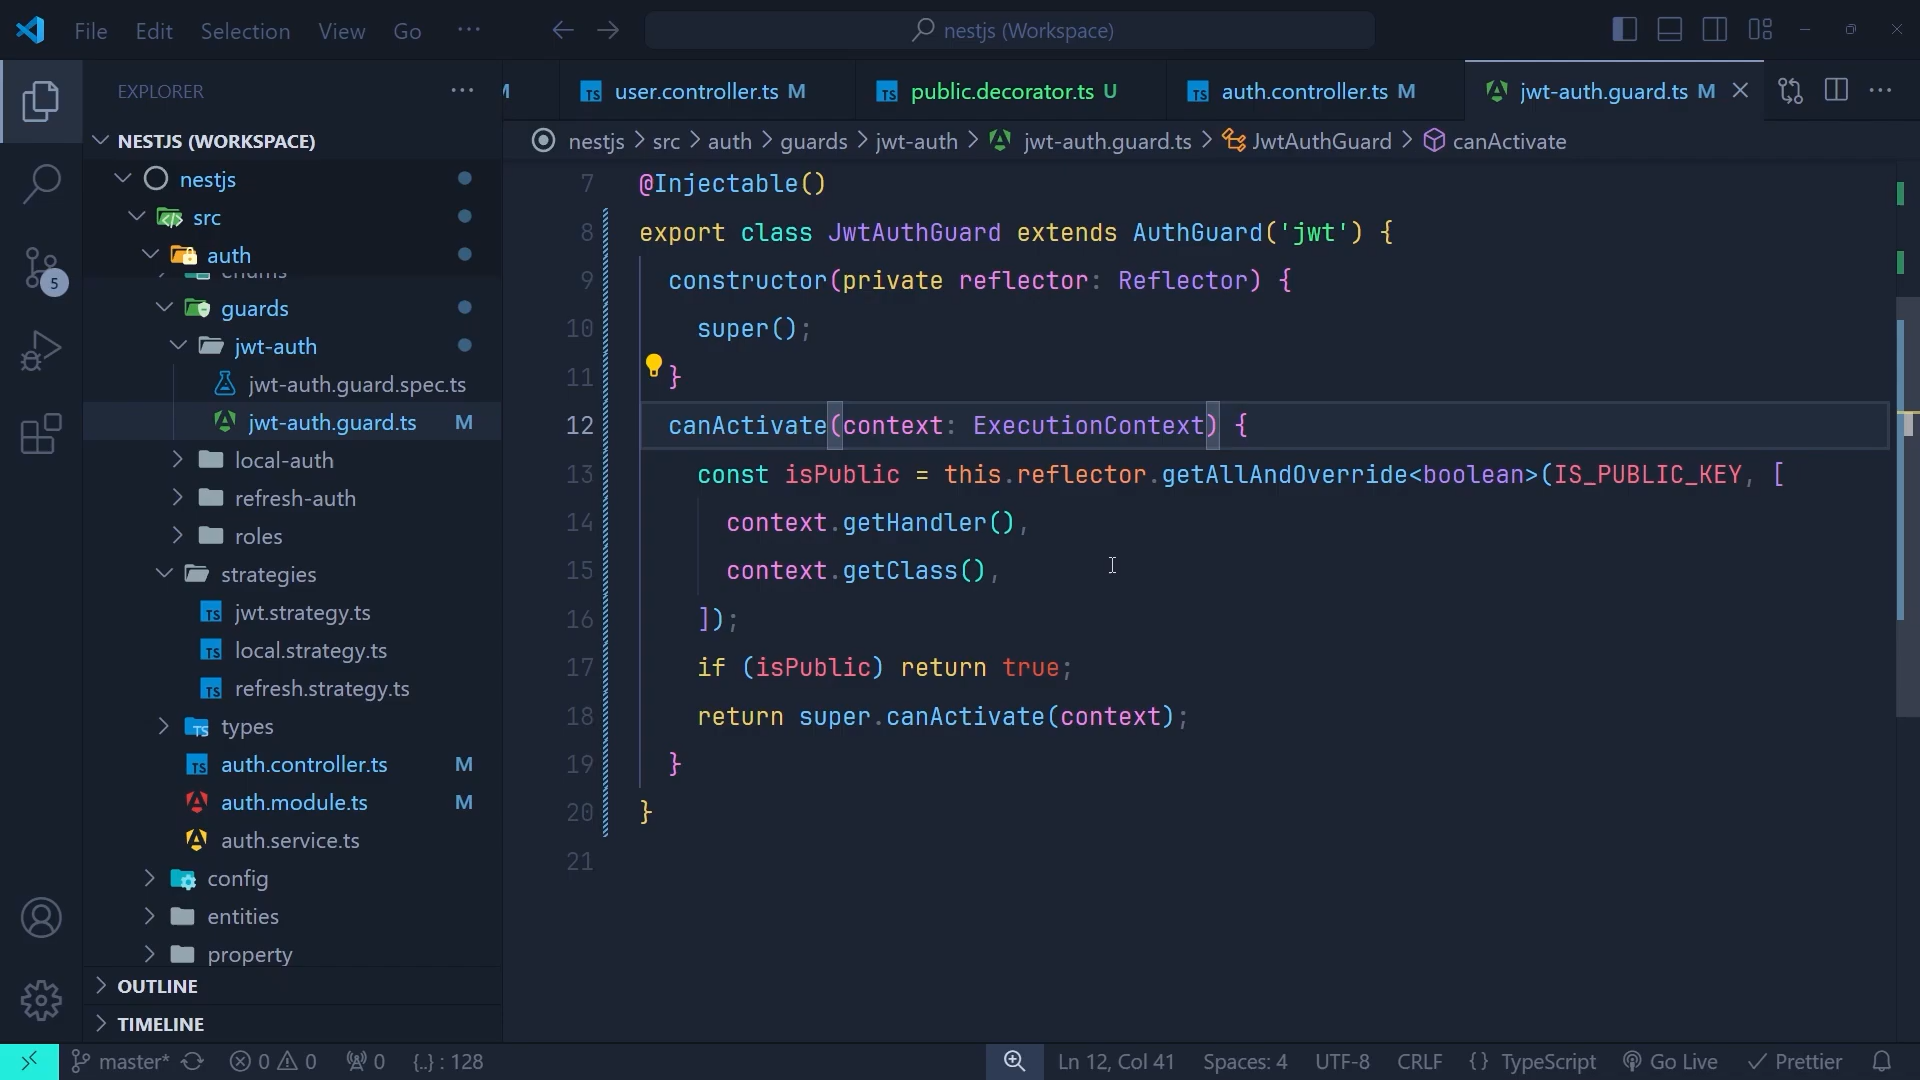 File Edit Selection View Go ··· nestjs (Workspace)
EXPLORER ···
NESTJS (WORKSPACE)
nestjs
src
auth
enums
guards
jwt-auth
jwt-auth.guard.spec.ts
jwt-auth.guard.ts M
local-auth
refresh-auth
roles
strategies
jwt.strategy.ts
local.strategy.ts
refresh.strategy.ts
types
auth.controller.ts M
auth.module.ts M
auth.service.ts
config
entities
property
OUTLINE
TIMELINE
5
M TS user.controller.ts M TS public.decorator.ts U TS auth.controller.ts M jwt-auth.guard.ts M
nestjs > src > auth > guards > jwt-auth > jwt-auth.guard.ts > JwtAuthGuard > canActivate
7 @Injectable()
8 export class JwtAuthGuard extends AuthGuard('jwt') {
9 constructor(private reflector: Reflector) {
10 super();
11 }
12 canActivate(context: ExecutionContext) {
13 const isPublic = this.reflector.getAllAndOverride<boolean>(IS_PUBLIC_KEY, [
14 context.getHandler(),
15 context.getClass(),
16 ]);
17 if (isPublic) return true;
18 return super.canActivate(context);
19 }
20 }
21
master* 0 0 0 {..} : 128 Ln 12, Col 41 Spaces: 4 UTF-8 CRLF {} TypeScript Go Live Prettier